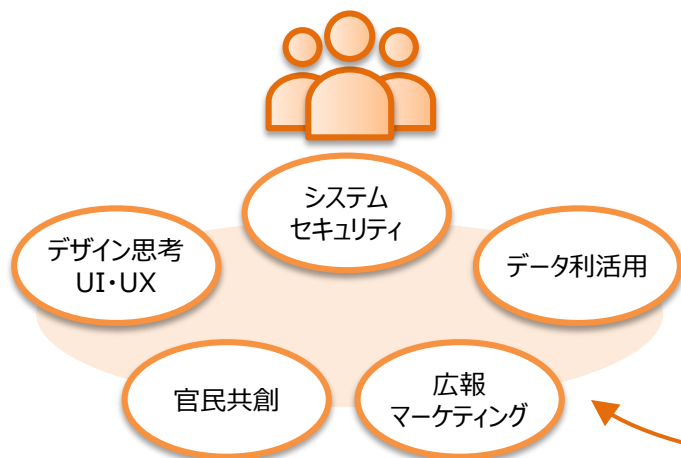 システム
セキュリティ
デザイン思考
UI・UX
データ利活用
官民共創
広報
マーケティング